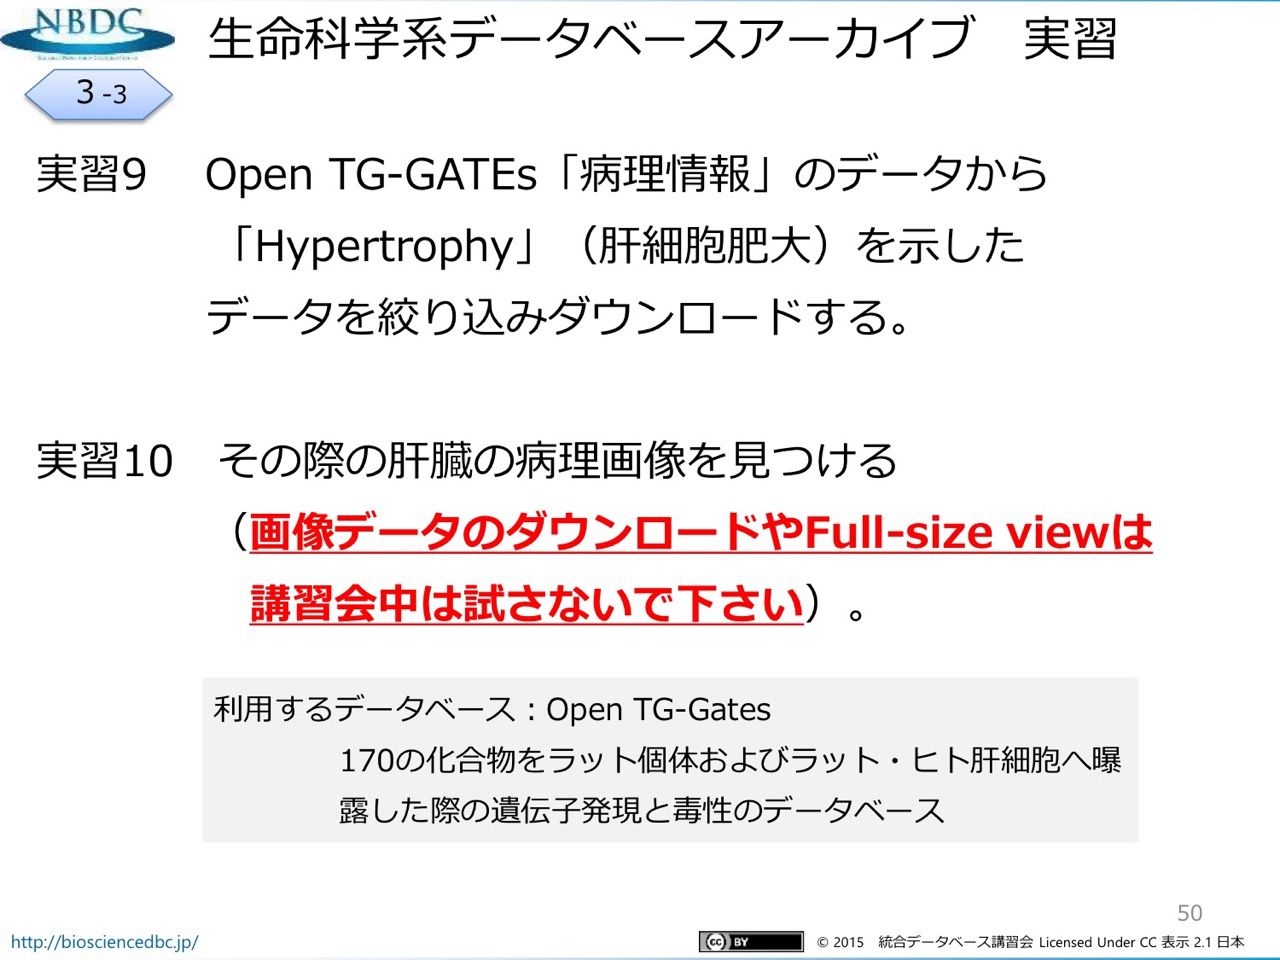 NBDC
生命科学系データベースアーカイブ　実習
3 -3
実習9　Open TG-GATEs「病理情報」のデータから
「Hypertrophy」（肝細胞肥大）を示した
データを絞り込みダウンロードする。
実習10　その際の肝臓の病理画像を見つける
（画像データのダウンロードやFull-size viewは
講習会中は試さないで下さい）。
利用するデータベース：Open TG-Gates
170の化合物をラット個体およびラット・ヒト肝細胞へ曝
露した際の遺伝子発現と毒性のデータベース
50
http://biosciencedbc.jp/
cc BY
© 2015　統合データベース講習会 Licensed Under CC 表示 2.1 日本